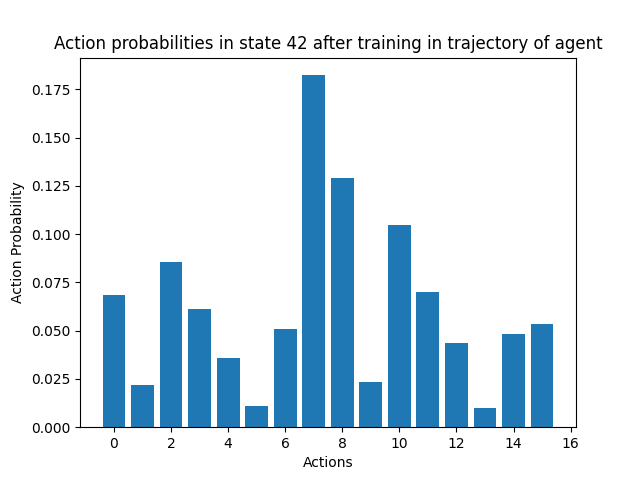 Action probabilities in state 42 after training in trajectory of agent
Action Probability
0.175
0.150
0.125
0.100
0.075
0.050
0.025
0.000
0 2 4 6 8 10 12 14 16
Actions